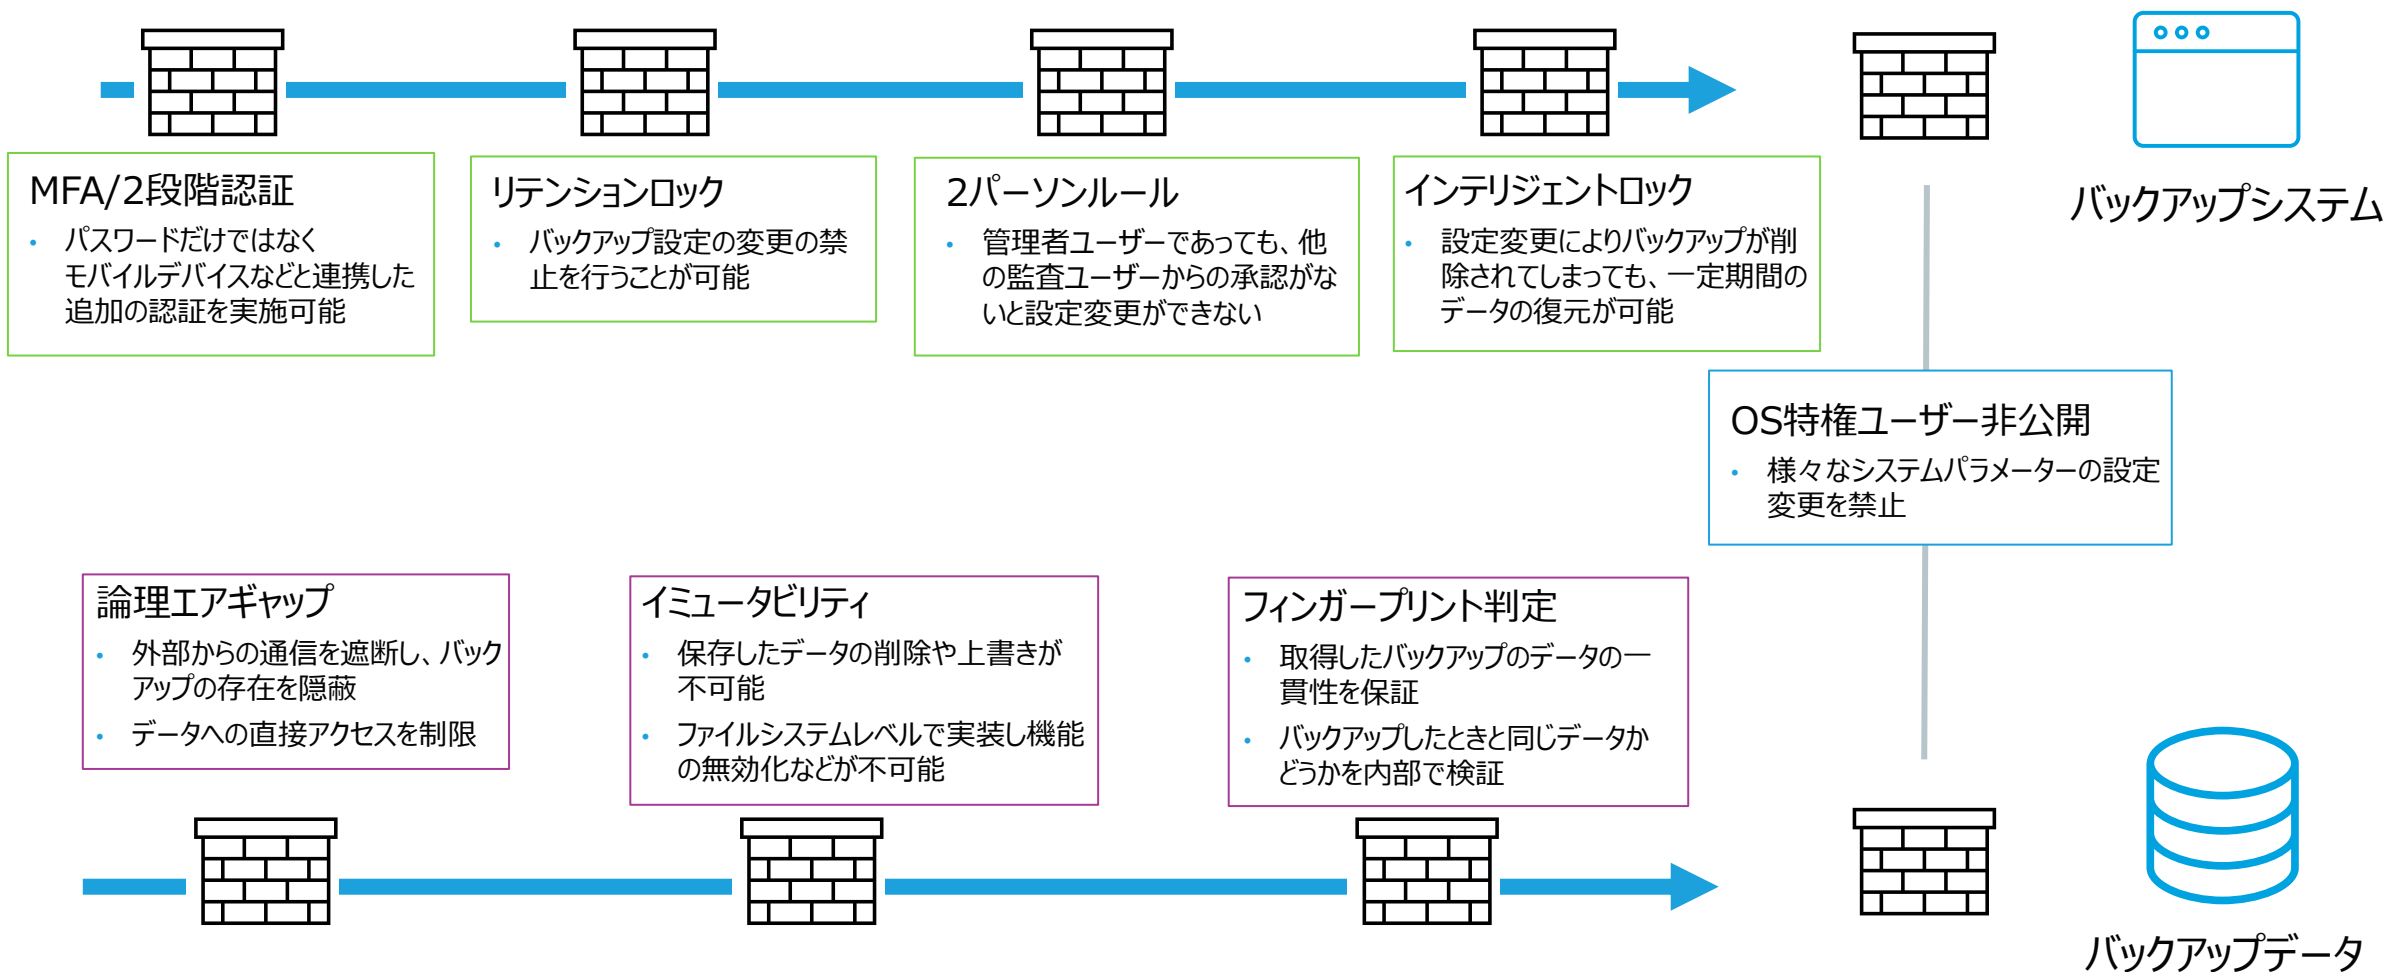 MFA/2段階認証
・ パスワードだけではなく
モバイルデバイスなどと連携した
追加の認証を実施可能
リテンションロック
・ バックアップ設定の変更の禁
止を行うことが可能
2パーソンルール
・ 管理者ユーザーであっても、他
の監査ユーザーからの承認がな
いと設定変更ができない
インテリジェントロック
・ 設定変更によりバックアップが削
除されてしまっても、一定期間の
データの復元が可能
バックアップシステム
OS特権ユーザー非公開
・ 様々なシステムパラメーターの設定
変更を禁止
論理エアギャップ
・ 外部からの通信を遮断し、バック
アップの存在を隠蔽
・ データへの直接アクセスを制限
イミュータビリティ
・ 保存したデータの削除や上書きが
不可能
・ ファイルシステムレベルで実装し機能
の無効化などが不可能
フィンガープリント判定
・ 取得したバックアップのデータの一
貫性を保証
・ バックアップしたときと同じデータか
どうかを内部で検証
バックアップデータ